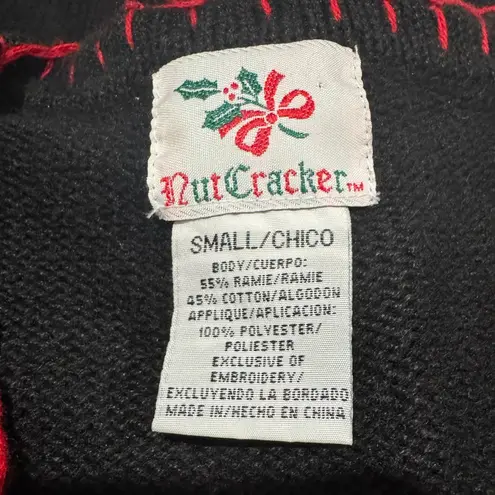 NutCracker™
SMALL/CHICO
BODY/CUERPO:
55% RAMIE/RAMIE
45% COTTON/ALGODON
APPLIQUE/APLICACION:
100% POLYESTER/
POLIESTER
EXCLUSIVE OF
EMBROIDERY/
EXCLUYENDO LA BORDADO
MADE IN/HECHO EN CHINA